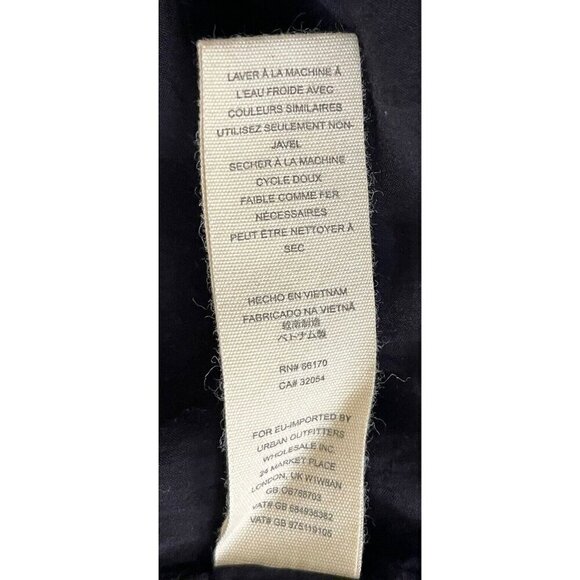 LAVER À LA MACHINE À
L'EAU FROIDE AVEC
COULEURS SIMILAIRES
UTILISEZ SEULEMENT NON-
JAVEL
SECHER À LA MACHINE
CYCLE DOUX
FAIBLE COMME FER
NÉCESSAIRES
PEUT ÊTRE NETTOYER À
SEC
HECHO EN VIETNAM
FABRICADO NA VIETNÃ
越南制造
ベトナム製
RN# 66170
CA# 32054
FOR EU-IMPORTED BY
URBAN OUTFITTERS
WHOLESALE INC
24 MARKET PLACE
LONDON, UK W1W8AN
GB O6786703
VAT# GB 684936362
VAT# GB 975119105